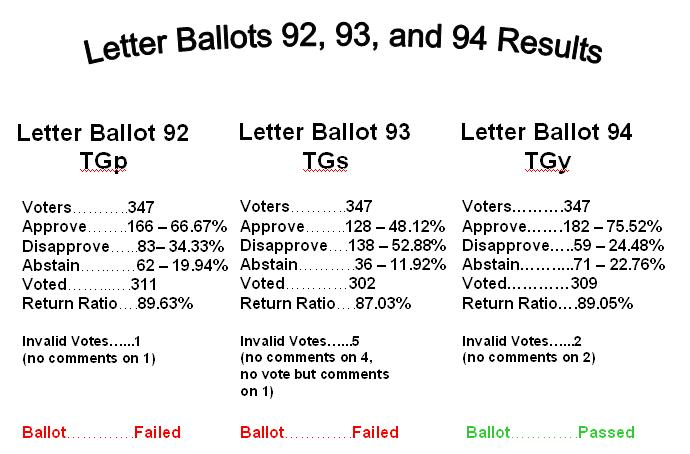 Letter Ballots 92, 93, and 94 Results
Letter Ballot 92
TGp
Voters...........347
Approve........166 – 66.67%
Disapprove.....83– 34.33%
Abstain...........62 – 19.94%
Voted............311
Return Ratio....89.63%
Invalid Votes......1
(no comments on 1)
Ballot.............Failed
Letter Ballot 93
TGs
Voters...........347
Approve........128 – 48.12%
Disapprove....138 – 52.88%
Abstain...........36 – 11.92%
Voted............302
Return Ratio....87.03%
Invalid Votes......5
(no comments on 4,
no vote but comments
on 1)
Ballot.............Failed
Letter Ballot 94
TGy
Voters..........347
Approve.......182 – 75.52%
Disapprove.....59 – 24.48%
Abstain...........71 – 22.76%
Voted............309
Return Ratio....89.05%
Invalid Votes......2
(no comments on 2)
Ballot.............Passed